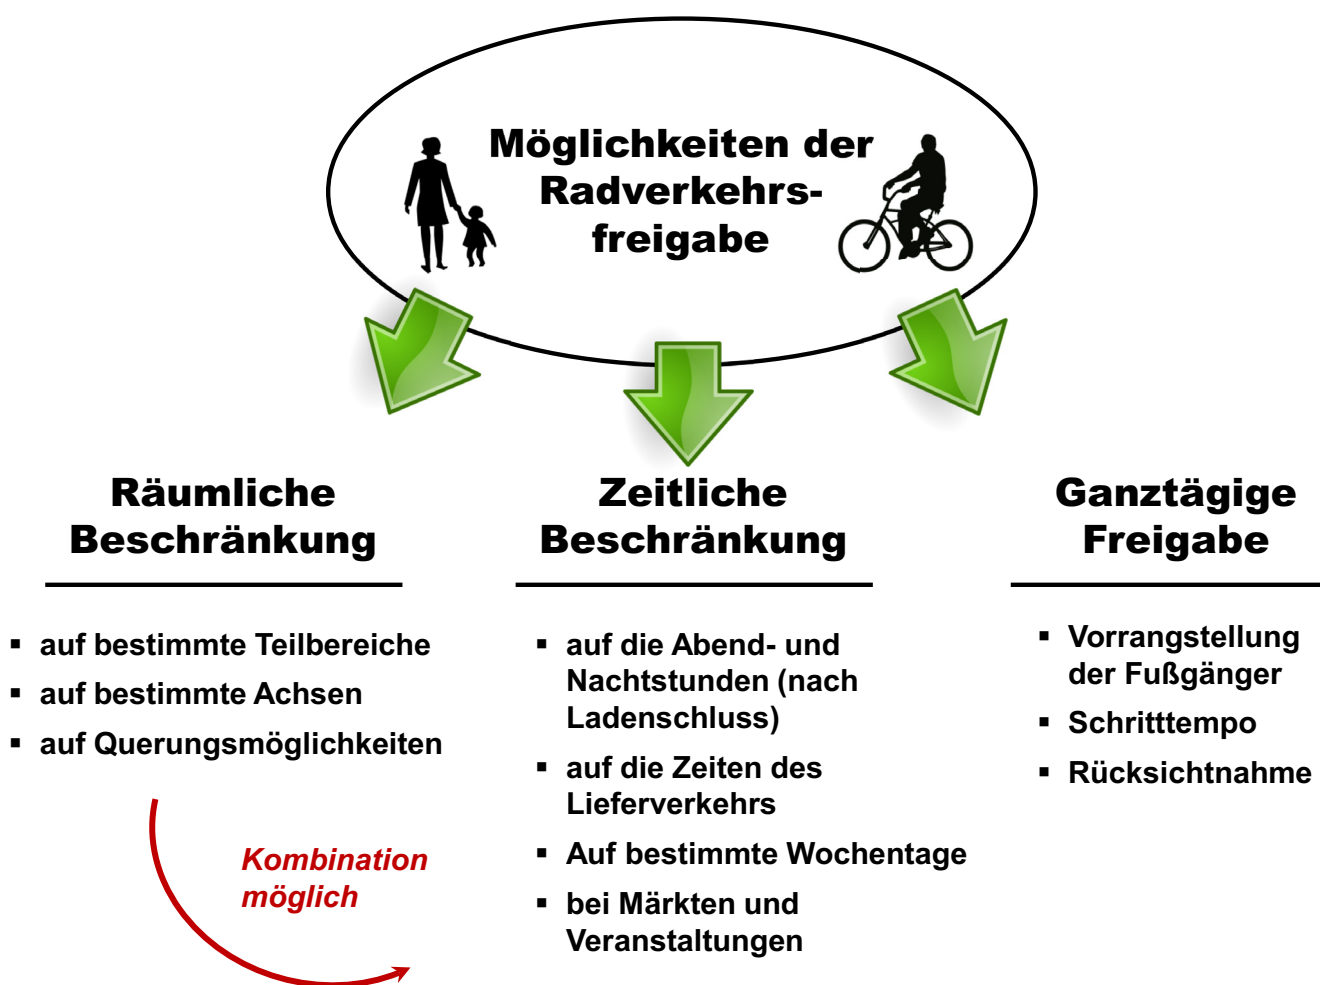 Möglichkeiten der
Radverkehrs-
freigabe
Räumliche
Beschränkung
▪ auf bestimmte Teilbereiche
▪ auf bestimmte Achsen
▪ auf Querungsmöglichkeiten
Kombination
möglich
Zeitliche
Beschränkung
▪ auf die Abend- und
Nachtstunden (nach
Ladenschluss)
▪ auf die Zeiten des
Lieferverkehrs
▪ Auf bestimmte Wochentage
▪ bei Märkten und
Veranstaltungen
Ganztägige
Freigabe
▪ Vorrangstellung
der Fußgänger
▪ Schritttempo
▪ Rücksichtnahme